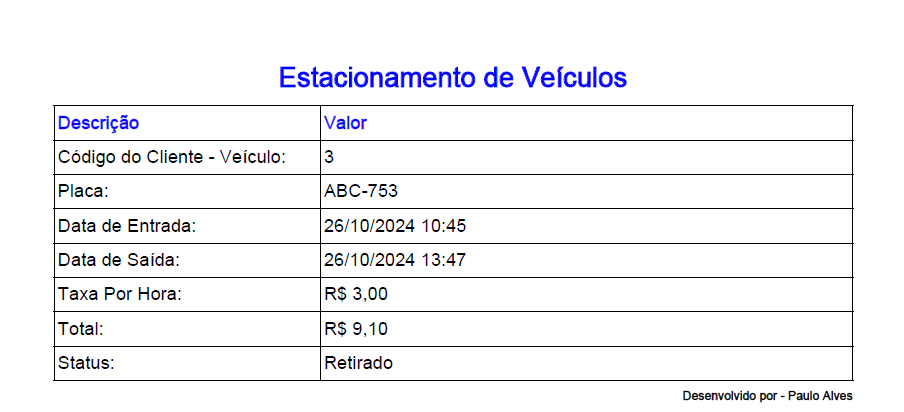 Estacionamento de Veículos
Descrição Valor
Código do Cliente - Veículo: 3
Placa: ABC-753
Data de Entrada: 26/10/2024 10:45
Data de Saída: 26/10/2024 13:47
Taxa Por Hora: R$ 3,00
Total: R$ 9,10
Status: Retirado
Desenvolvido por - Paulo Alves